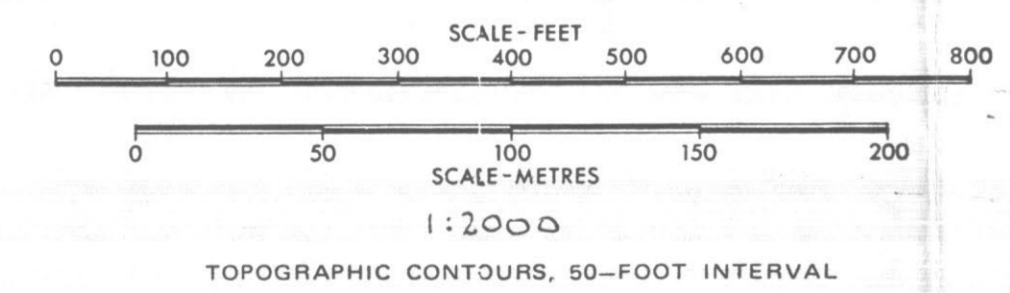 SCALE - FEET
0 100 200 300 400 500 600 700 800
0 50 100 150 200
SCALE - METRES
1:2000
TOPOGRAPHIC CONTOURS, 50-FOOT INTERVAL